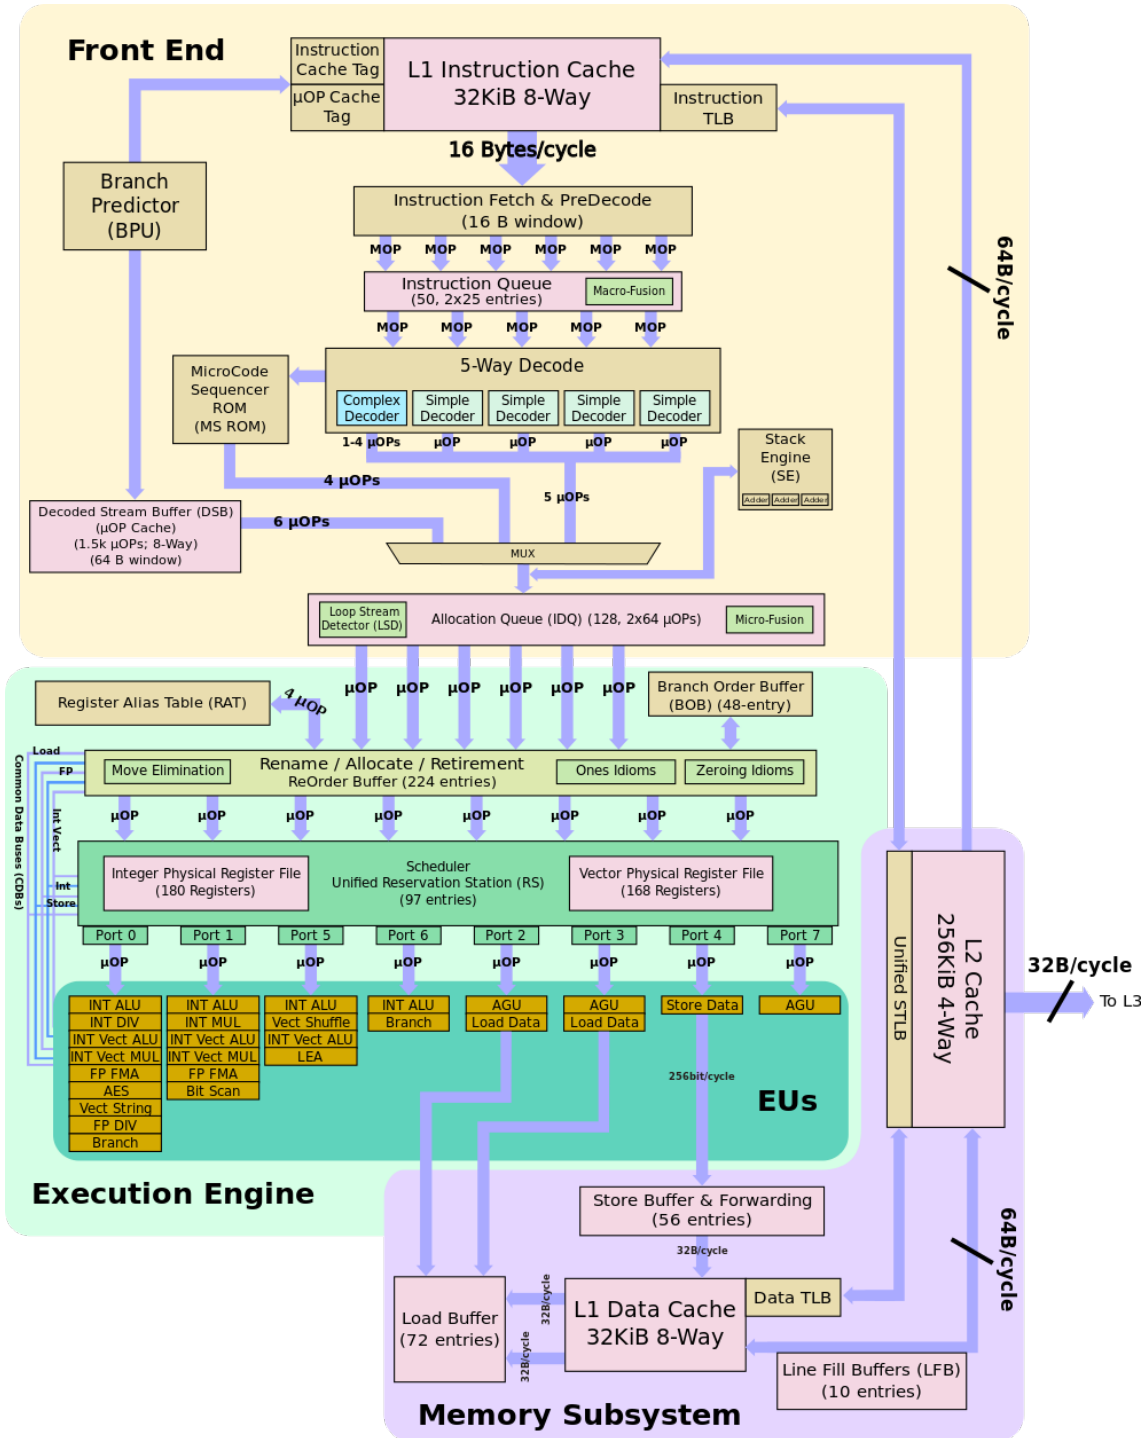 Front End
Instruction
Cache Tag
µOP Cache
Tag
L1 Instruction Cache
32KiB 8-Way
Instruction
TLB
16 Bytes/cycle
Branch
Predictor
(BPU)
Instruction Fetch & PreDecode
(16 B window)
MOP MOP MOP MOP MOP MOP
64B/cycle
Instruction Queue
(50, 2x25 entries)
Macro-Fusion
MOP MOP MOP MOP MOP
5-Way Decode
MicroCode
Sequencer
ROM
(MS ROM)
Complex
Decoder
Simple
Decoder
Simple
Decoder
Simple
Decoder
Simple
Decoder
1-4 µOPs µOP µOP µOP µOP
Stack
Engine
(SE)
Adder Adder Adder
4 µOPs
5 µOPs
Decoded Stream Buffer (DSB)
(µOP Cache)
(1.5k µOPs; 8-Way)
(64 B window)
6 µOPs
MUX
Loop Stream
Detector (LSD)
Allocation Queue (IDQ) (128, 2x64 µOPs)
Micro-Fusion
Register Alias Table (RAT)
4 µOP
µOP µOP µOP µOP µOP µOP
Branch Order Buffer
(BOB) (48-entry)
Load
FP
Common Data Buses (CDBs)
Int Vect
Int
Store
Move Elimination
Rename / Allocate / Retirement
ReOrder Buffer (224 entries)
Ones Idioms
Zeroing Idioms
µOP µOP µOP µOP µOP µOP µOP µOP
Integer Physical Register File
(180 Registers)
Scheduler
Unified Reservation Station (RS)
(97 entries)
Vector Physical Register File
(168 Registers)
Port 0 Port 1 Port 5 Port 6 Port 2 Port 3 Port 4 Port 7
µOP µOP µOP µOP µOP µOP µOP µOP
INT ALU
INT DIV
INT Vect ALU
INT Vect MUL
FP FMA
AES
Vect String
FP DIV
Branch
INT ALU
INT MUL
INT Vect ALU
INT Vect MUL
FP FMA
Bit Scan
INT ALU
Vect Shuffle
INT Vect ALU
LEA
INT ALU
Branch
AGU
Load Data
AGU
Load Data
Store Data
AGU
256bit/cycle
EUs
Execution Engine
Unified STLB
L2 Cache
256KiB 4-Way
32B/cycle
To L3
Store Buffer & Forwarding
(56 entries)
32B/cycle
64B/cycle
Load Buffer
(72 entries)
32B/cycle
32B/cycle
L1 Data Cache
32KiB 8-Way
Data TLB
Line Fill Buffers (LFB)
(10 entries)
Memory Subsystem